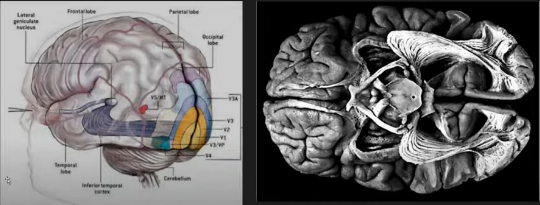 Lateral
geniculate
nucleus
Frontal lobe
Parietal lobe
Occipital
lobe
V5/MT
V3A
V3
V2
V1
V3/VP
V4
Temporal
lobe
Inferior temporal
cortex
Cerebellum